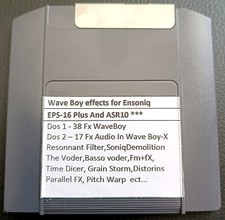 Wave Boy effects for Ensoniq
EPS-16 Plus And ASR10 ***
Dos 1 - 38 Fx WaveBoy
Dos 2 – 17 Fx Audio In Wave Boy-X
Resonnant Filter,SoniqDemolition
The Voder,Basso voder,Fm+fX,
Time Dicer, Grain Storm,Distorins
Parallel FX, Pitch Warp ect...